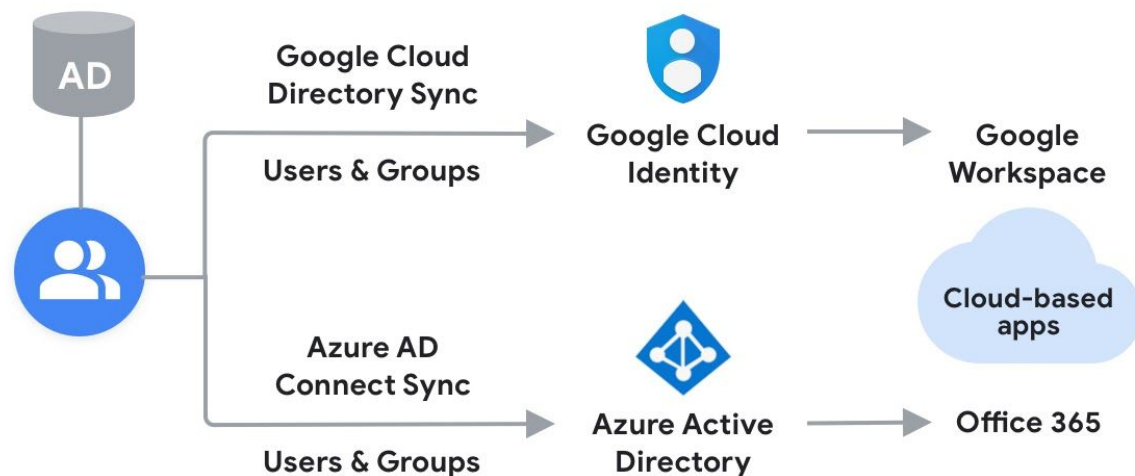 AD
Google Cloud
Directory Sync
Users & Groups
Google Cloud
Identity
Google
Workspace
Cloud-based
apps
Azure AD
Connect Sync
Users & Groups
Azure Active
Directory
Office 365